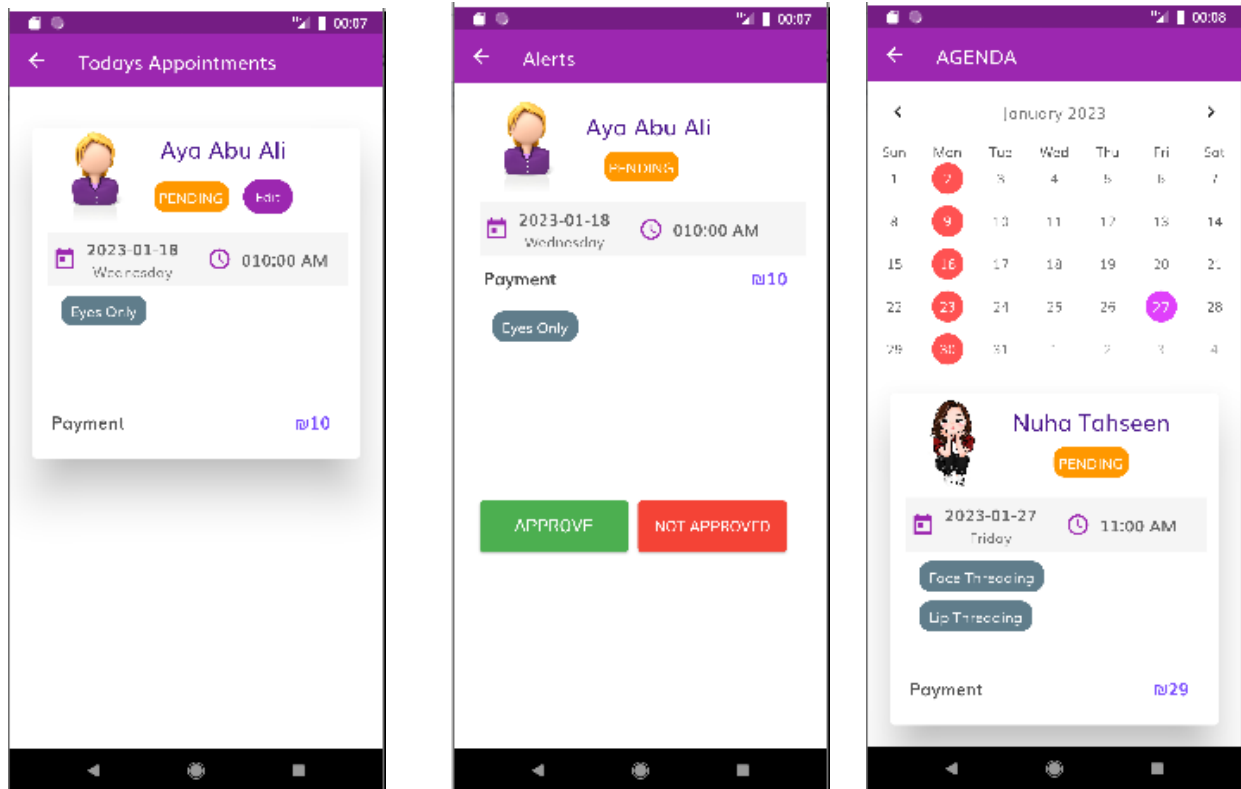 00:07
Todays Appointments
Aya Abu Ali
PENDING Edit
2023-01-18
Wednesday
010:00 AM
Eyes Only
Payment ₪10
00:07
Alerts
Aya Abu Ali
PENDING
2023-01-18
Wednesday
010:00 AM
Payment ₪10
Eyes Only
APPROVE NOT APPROVED
00:08
AGENDA
January 2023
Sun Mon Tue Wed Thu Fri Sat
1 2 3 4 5 6 7
8 9 10 11 12 13 14
15 16 17 18 19 20 21
22 23 24 25 26 27 28
29 30 31 1 2 3 4
Nuha Tahseen
PENDING
2023-01-27
Friday
11:00 AM
Face Threading
Lip Threading
Payment ₪29